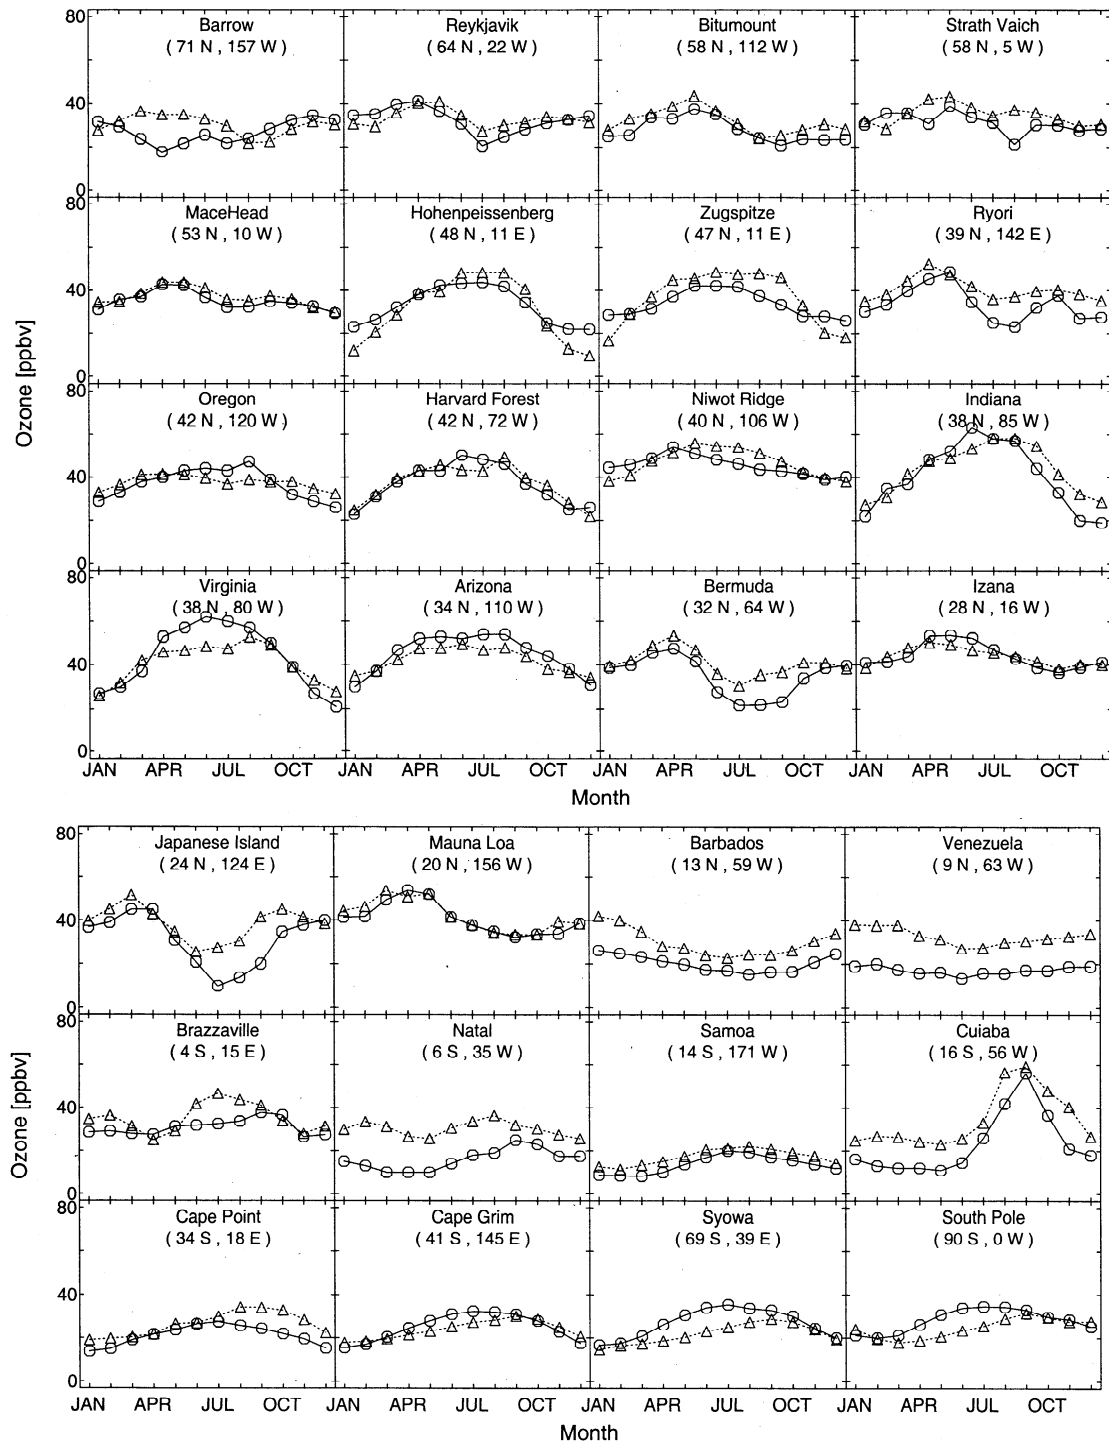 80
Barrow
( 71 N , 157 W )
Reykjavik
( 64 N , 22 W )
Bitumount
( 58 N , 112 W )
Strath Vaich
( 58 N , 5 W )
40
0
80
MaceHead
( 53 N , 10 W )
Hohenpeissenberg
( 48 N , 11 E )
Zugspitze
( 47 N , 11 E )
Ryori
( 39 N , 142 E )
40
0
Ozone [ppbv]
80
Oregon
( 42 N , 120 W )
Harvard Forest
( 42 N , 72 W )
Niwot Ridge
( 40 N , 106 W )
Indiana
( 38 N , 85 W )
40
0
80
Virginia
( 38 N , 80 W )
Arizona
( 34 N , 110 W )
Bermuda
( 32 N , 64 W )
Izana
( 28 N , 16 W )
40
0
JAN APR JUL OCT JAN APR JUL OCT JAN APR JUL OCT JAN APR JUL OCT
Month
80
Japanese Island
( 24 N , 124 E )
Mauna Loa
( 20 N , 156 W )
Barbados
( 13 N , 59 W )
Venezuela
( 9 N , 63 W )
40
0
80
Brazzaville
( 4 S , 15 E )
Natal
( 6 S , 35 W )
Samoa
( 14 S , 171 W )
Cuiaba
( 16 S , 56 W )
40
0
Ozone [ppbv]
80
Cape Point
( 34 S , 18 E )
Cape Grim
( 41 S , 145 E )
Syowa
( 69 S , 39 E )
South Pole
( 90 S , 0 W )
40
0
JAN APR JUL OCT JAN APR JUL OCT JAN APR JUL OCT JAN APR JUL OCT
Month